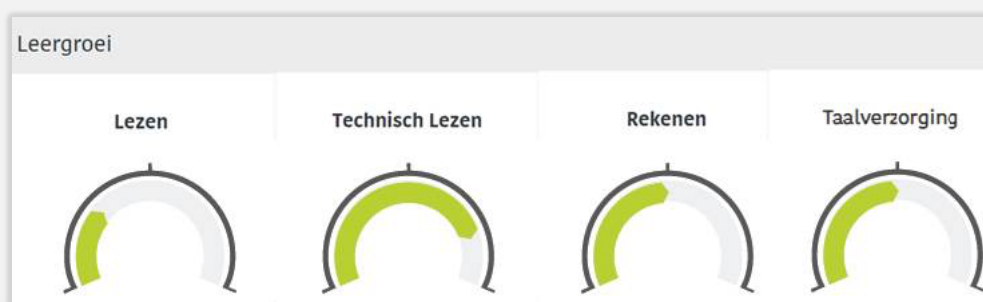 Leergroei
Lezen
Technisch Lezen
Rekenen
Taalverzorging